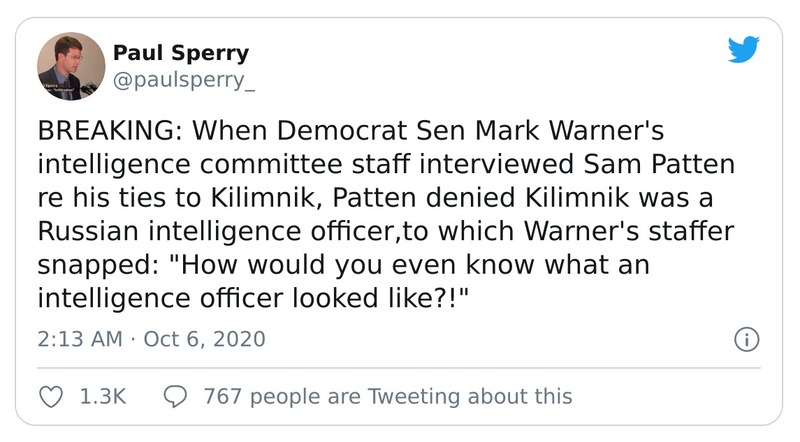 Paul Sperry
@paulsperry_
BREAKING: When Democrat Sen Mark Warner's
intelligence committee staff interviewed Sam Patten
re his ties to Kilimnik, Patten denied Kilimnik was a
Russian intelligence officer,to which Warner's staffer
snapped: "How would you even know what an
intelligence officer looked like?!"
2:13 AM · Oct 6, 2020
1.3K 767 people are Tweeting about this